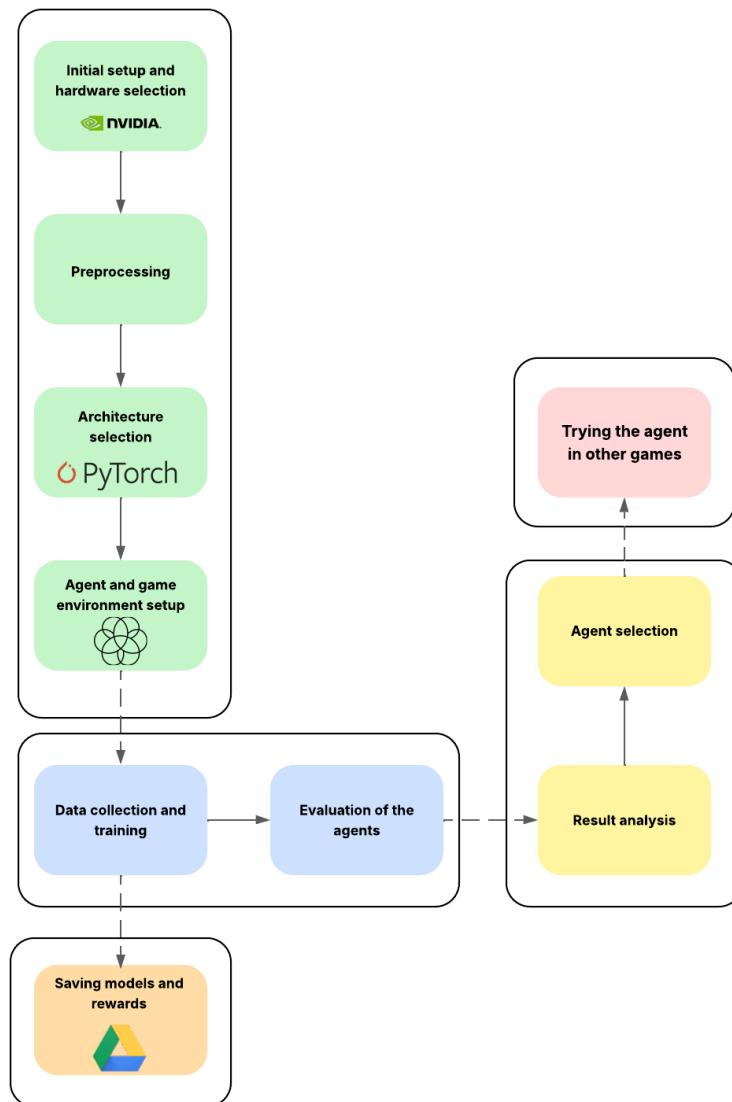 Initial setup and
hardware selection
NVIDIA.
Preprocessing
Architecture
selection
PyTorch
Agent and game
environment setup
Data collection and
training
Evaluation of the
agents
Saving models and
rewards
Result analysis
Agent selection
Trying the agent
in other games